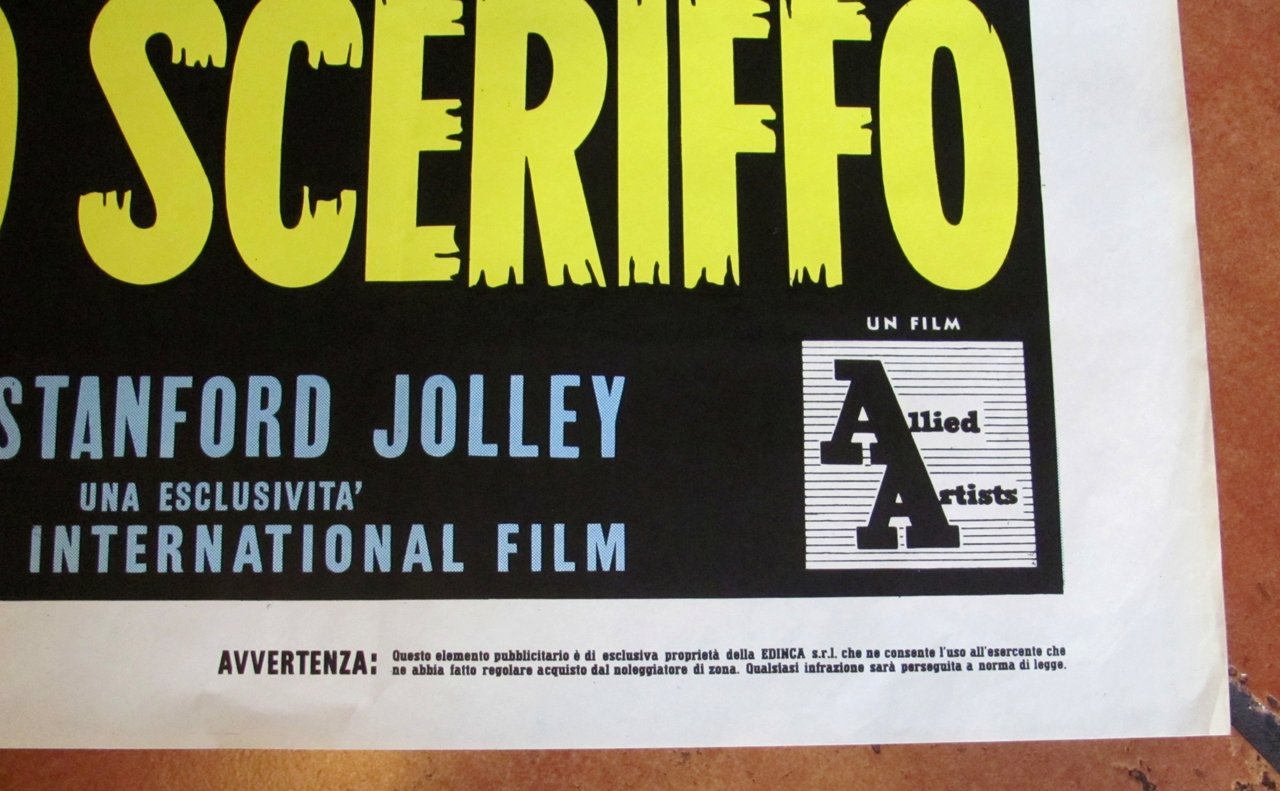 O SCERIFFO
UN FILM
Allied
Artists
STANFORD JOLLEY
UNA ESCLUSIVITA'
INTERNATIONAL FILM
AVVERTENZA: Questo elemento pubblicitario è di esclusiva proprietà della EDINCA s.r.l. che ne consente l'uso all'esercente che
ne abbia fatto regolare acquisto dal noleggiatore di zona. Qualsiasi infrazione sarà perseguita a norma di legge.